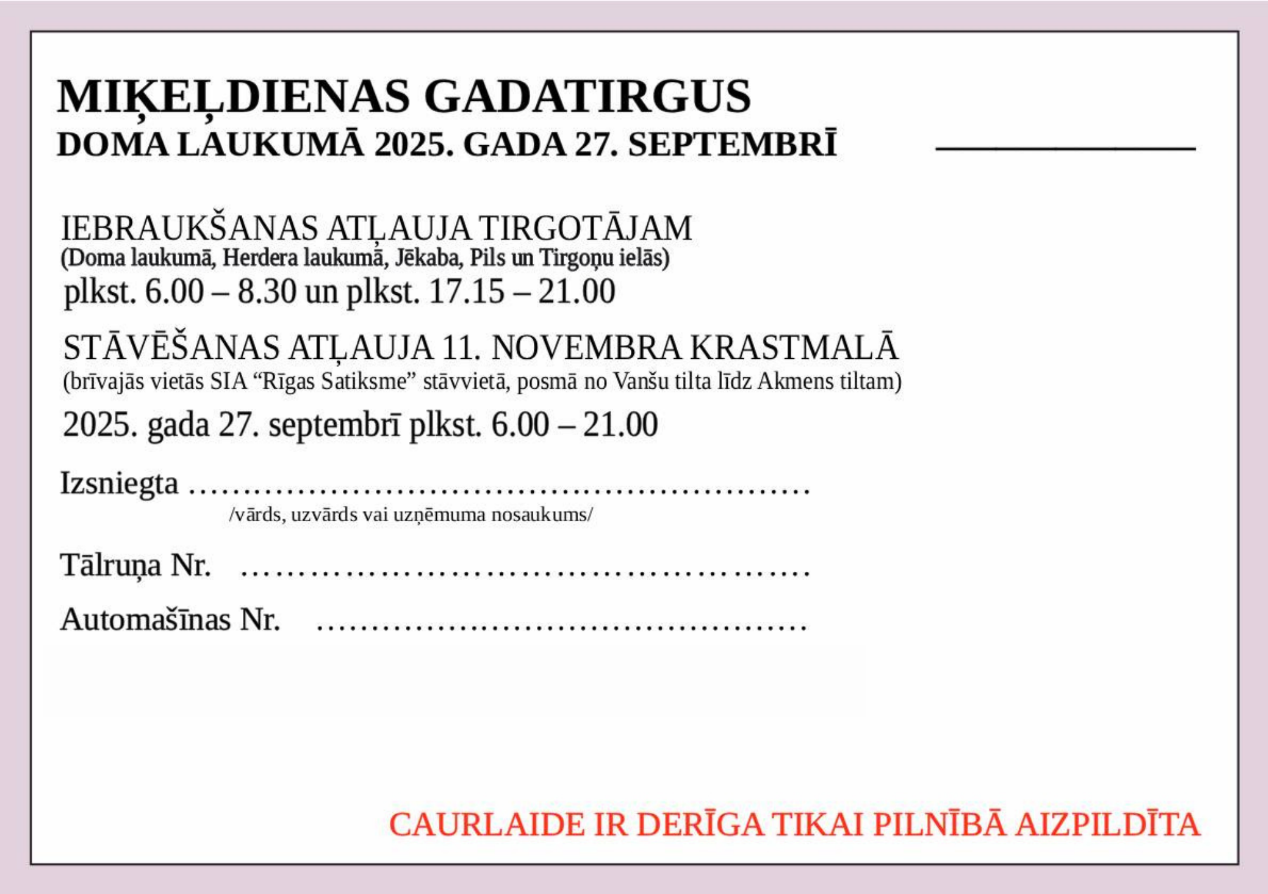 MIĶEĻDIENAS GADATIRGUS
DOMA LAUKUMĀ 2025. GADA 27. SEPTEMBRĪ ______________
IEBRAUKŠANAS ATĻAUJA TIRGOTĀJAM
(Doma laukumā, Herdera laukumā, Jēkaba, Pils un Tirgoņu ielās)
plkst. 6.00 – 8.30 un plkst. 17.15 – 21.00
STĀVĒŠANAS ATĻAUJA 11. NOVEMBRA KRASTMALĀ
(brīvajās vietās SIA “Rīgas Satiksme” stāvvietā, posmā no Vanšu tilta līdz Akmens tiltam)
2025. gada 27. septembrī plkst. 6.00 – 21.00
Izsniegta ……………………………………………………
/vārds, uzvārds vai uzņēmuma nosaukums/
Tālruņa Nr. …………………………………………….
Automašīnas Nr. ………………………………………
CAURLAIDE IR DERĪGA TIKAI PILNĪBĀ AIZPILDĪTA